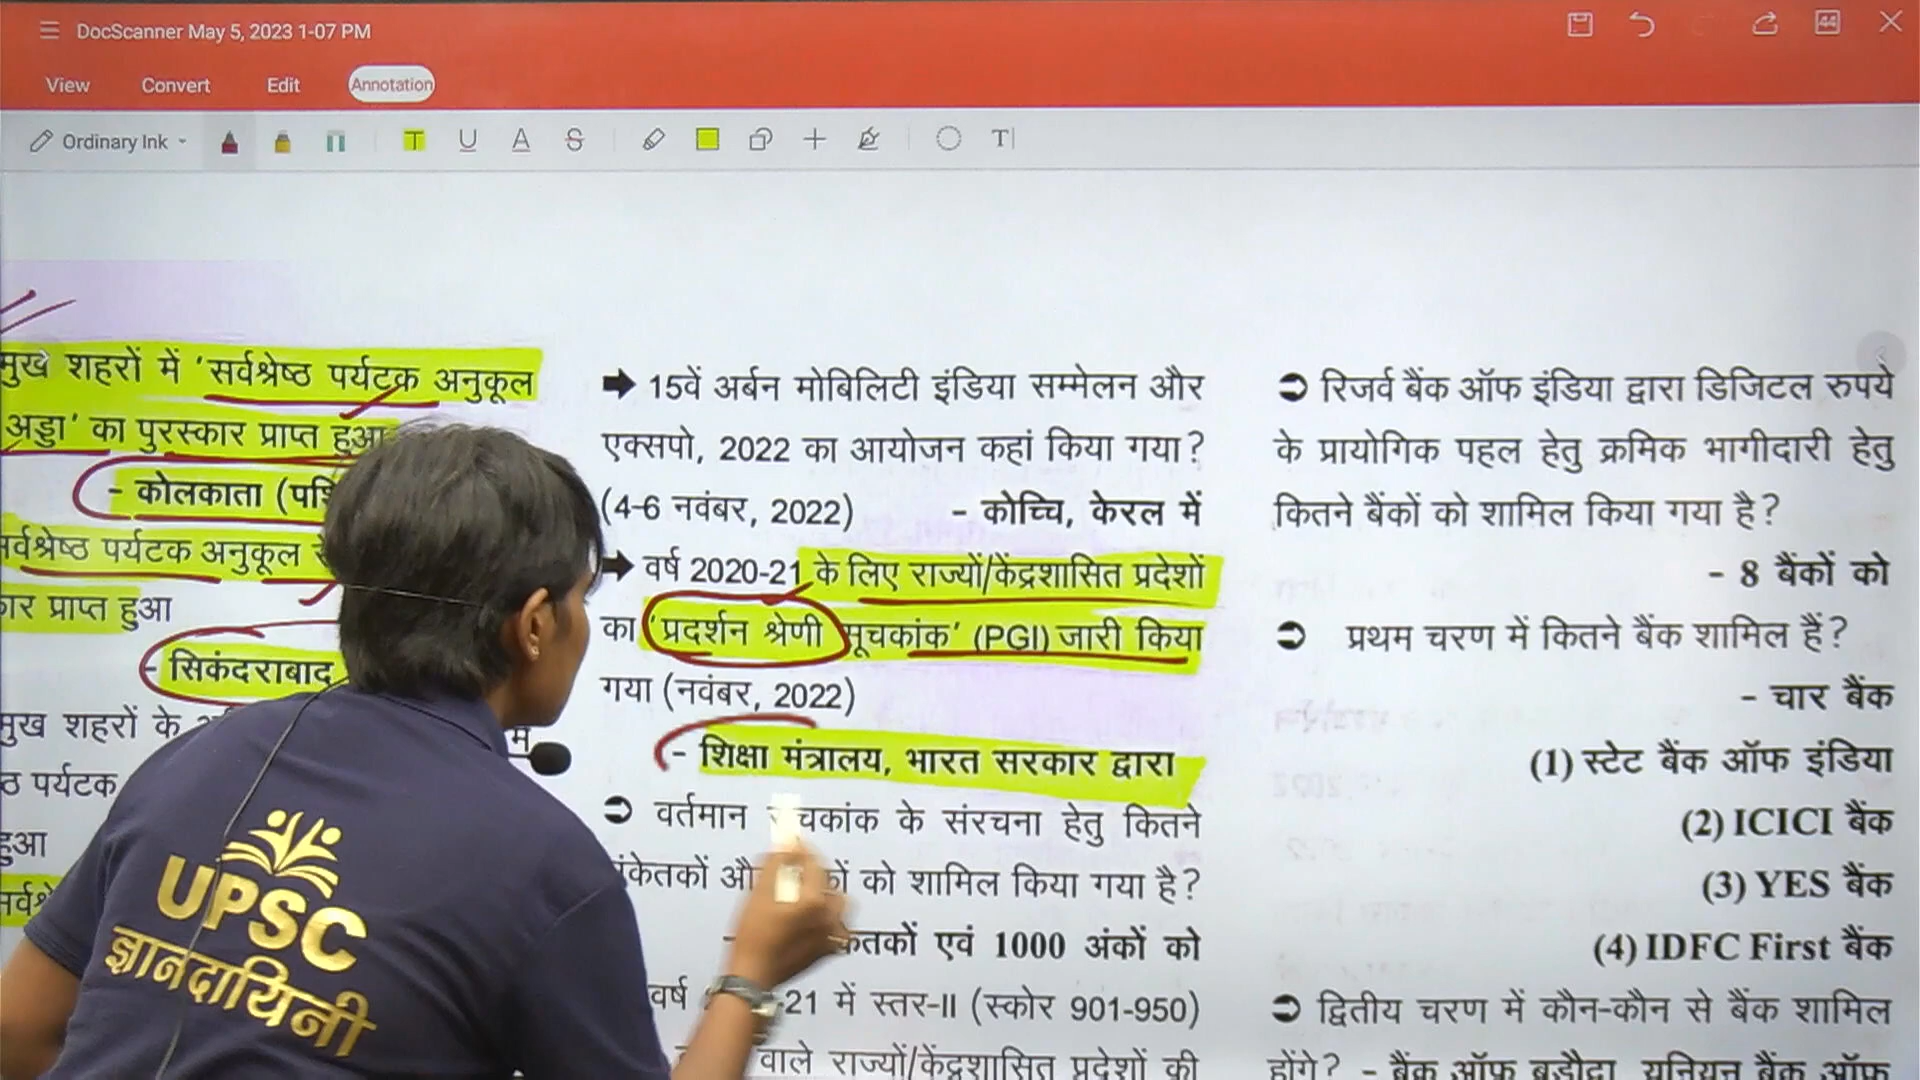 DocScanner May 5, 2023 1-07 PM
View Convert Edit Annotation
Ordinary Ink
मुख शहरों में ‘सर्वश्रेष्ठ पर्यटक अनुकूल
अड्डा’ का पुरस्कार प्राप्त हुआ
- कोलकाता
सर्वश्रेष्ठ पर्यटक अनुकूल
प्राप्त हुआ
- सिकंदराबाद
मुख शहरों के
पर्यटक
हुआ
➡ 15वें अर्बन मोबिलिटी इंडिया सम्मेलन और
एक्सपो, 2022 का आयोजन कहां किया गया?
(4-6 नवंबर, 2022) - कोच्चि, केरल में
➡ वर्ष 2020-21 के लिए राज्यों/केंद्रशासित प्रदेशों
का ‘प्रदर्शन श्रेणी सूचकांक’ (PGI) जारी किया
गया (नवंबर, 2022)
- शिक्षा मंत्रालय, भारत सरकार द्वारा
➲ वर्तमान सूचकांक के संरचना हेतु कितने
को शामिल किया गया है?
एवं 1000 अंकों को
वर्ष 21 में स्तर-II (स्कोर 901-950)
वाले राज्यों/केंद्रशासित प्रदेशों की
➲ रिजर्व बैंक ऑफ इंडिया द्वारा डिजिटल रुपये
के प्रायोगिक पहल हेतु क्रमिक भागीदारी हेतु
कितने बैंकों को शामिल किया गया है?
- 8 बैंकों को
➲ प्रथम चरण में कितने बैंक शामिल हैं?
- चार बैंक
(1) स्टेट बैंक ऑफ इंडिया
(2) ICICI बैंक
(3) YES बैंक
(4) IDFC First बैंक
➲ द्वितीय चरण में कौन-कौन से बैंक शामिल
होंगे? - बैंक ऑफ बड़ौदा, यूनियन बैंक ऑफ
UPSC
ज्ञानदायिनी